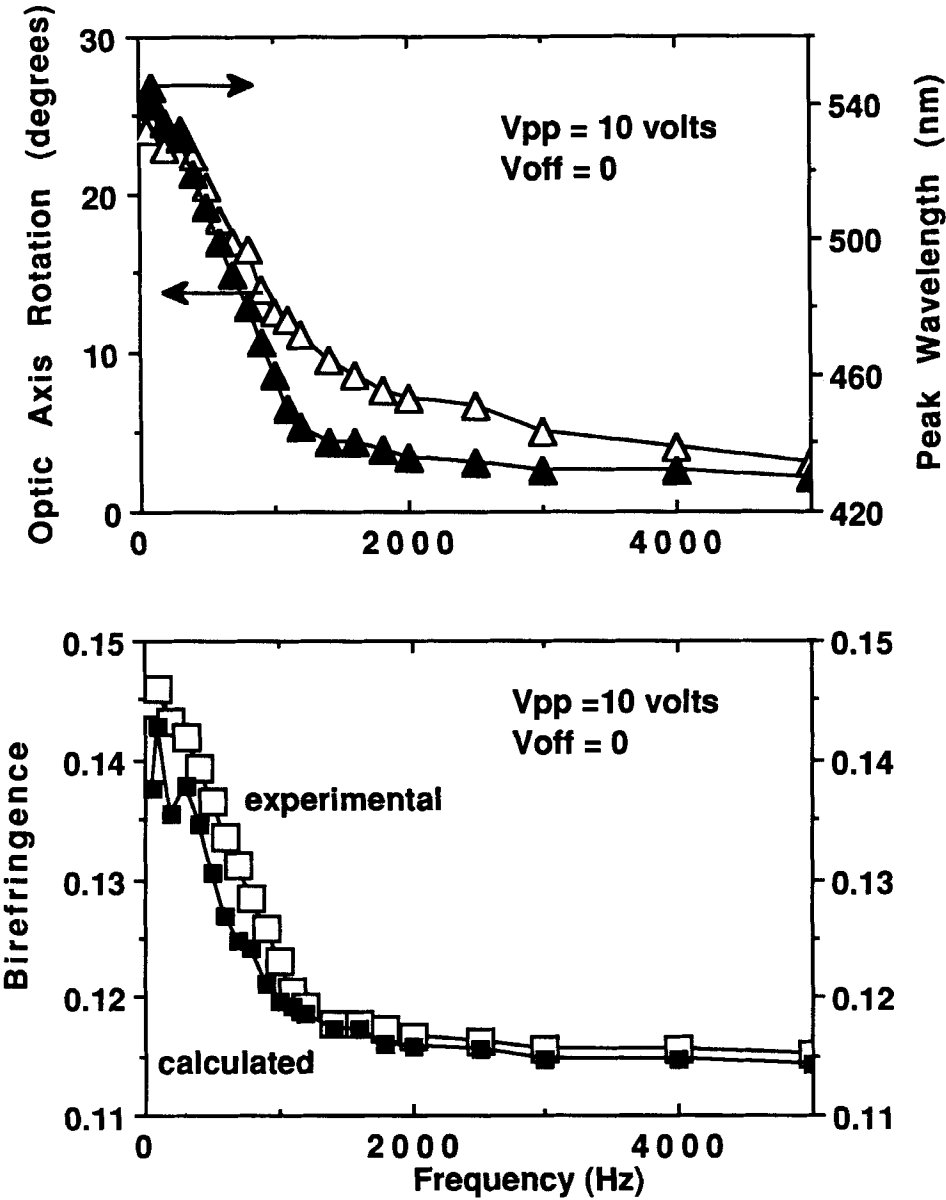 30
20
10
0
Optic Axis Rotation (degrees)
540
500
460
420
Peak Wavelength (nm)
Vpp = 10 volts
Voff = 0
0
2000
4000
0.15
0.14
0.13
0.12
0.11
Birefringence
0.15
0.14
0.13
0.12
0.11
Vpp =10 volts
Voff = 0
experimental
calculated
0
2000
4000
Frequency (Hz)